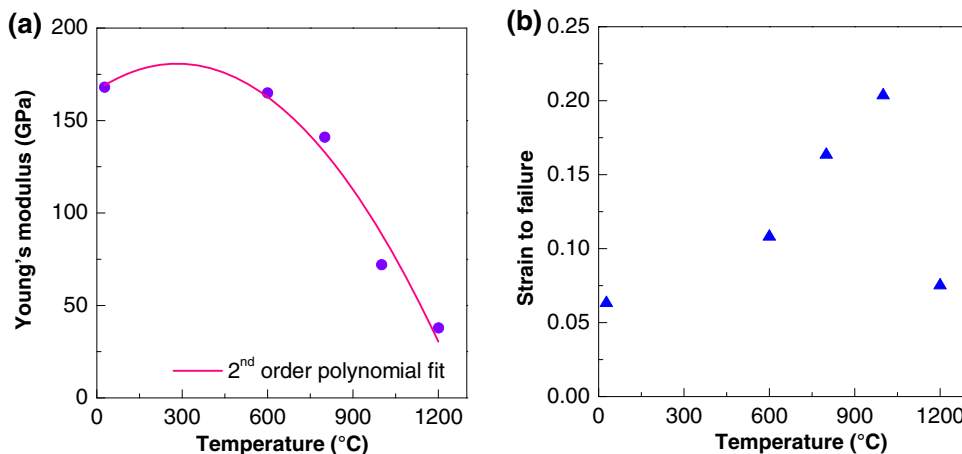 (a)
200
150
100
50
0
Young's modulus (GPa)
2nd order polynomial fit
0 300 600 900 1200
Temperature (°C)
(b)
0.25
0.20
0.15
0.10
0.05
0.00
Strain to failure
0 300 600 900 1200
Temperature (°C)